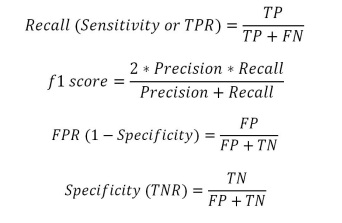 Recall (Sensitivity or TPR) = TP / TP + FN
f1 score = 2 * Precision * Recall / Precision + Recall
FPR (1 − Specificity) = FP / FP + TN
Specificity (TNR) = TN / FP + TN